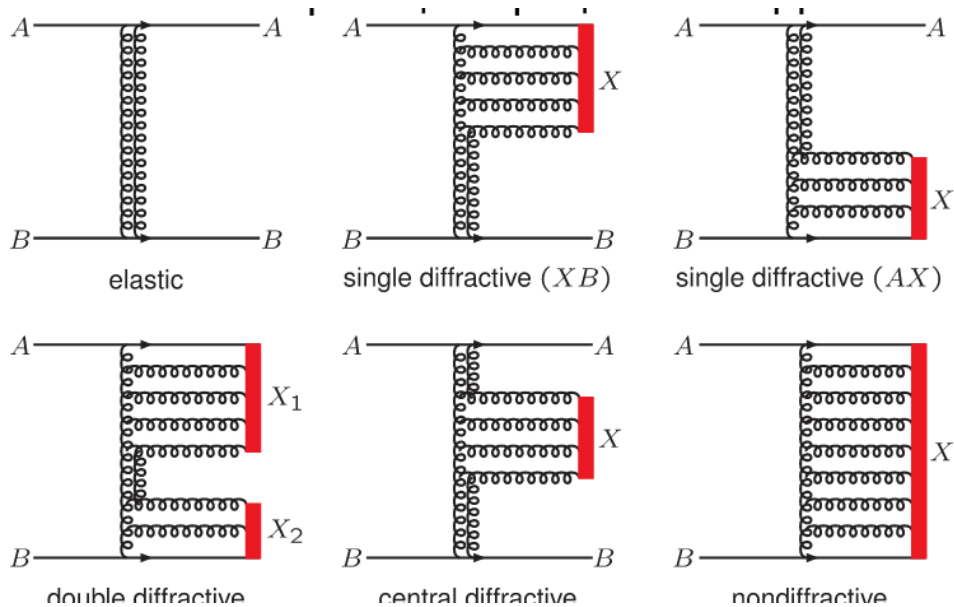 A A A X A A
B B B X B B X
elastic single diffractive (XB) single diffractive (AX)
A X₁ A A X A X
B X₂ B B B
double diffractive central diffractive nondiffractive